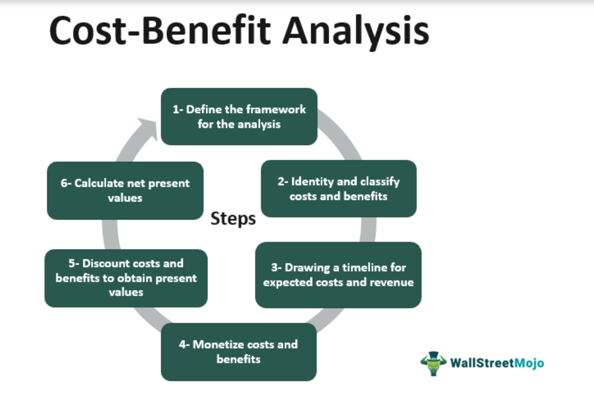 Cost-Benefit Analysis
1- Define the framework
for the analysis
2- Identity and classify
costs and benefits
3- Drawing a timeline for
expected costs and revenue
4- Monetize costs and
benefits
5- Discount costs and
benefits to obtain present
values
6- Calculate net present
values
Steps
WallStreetMojo